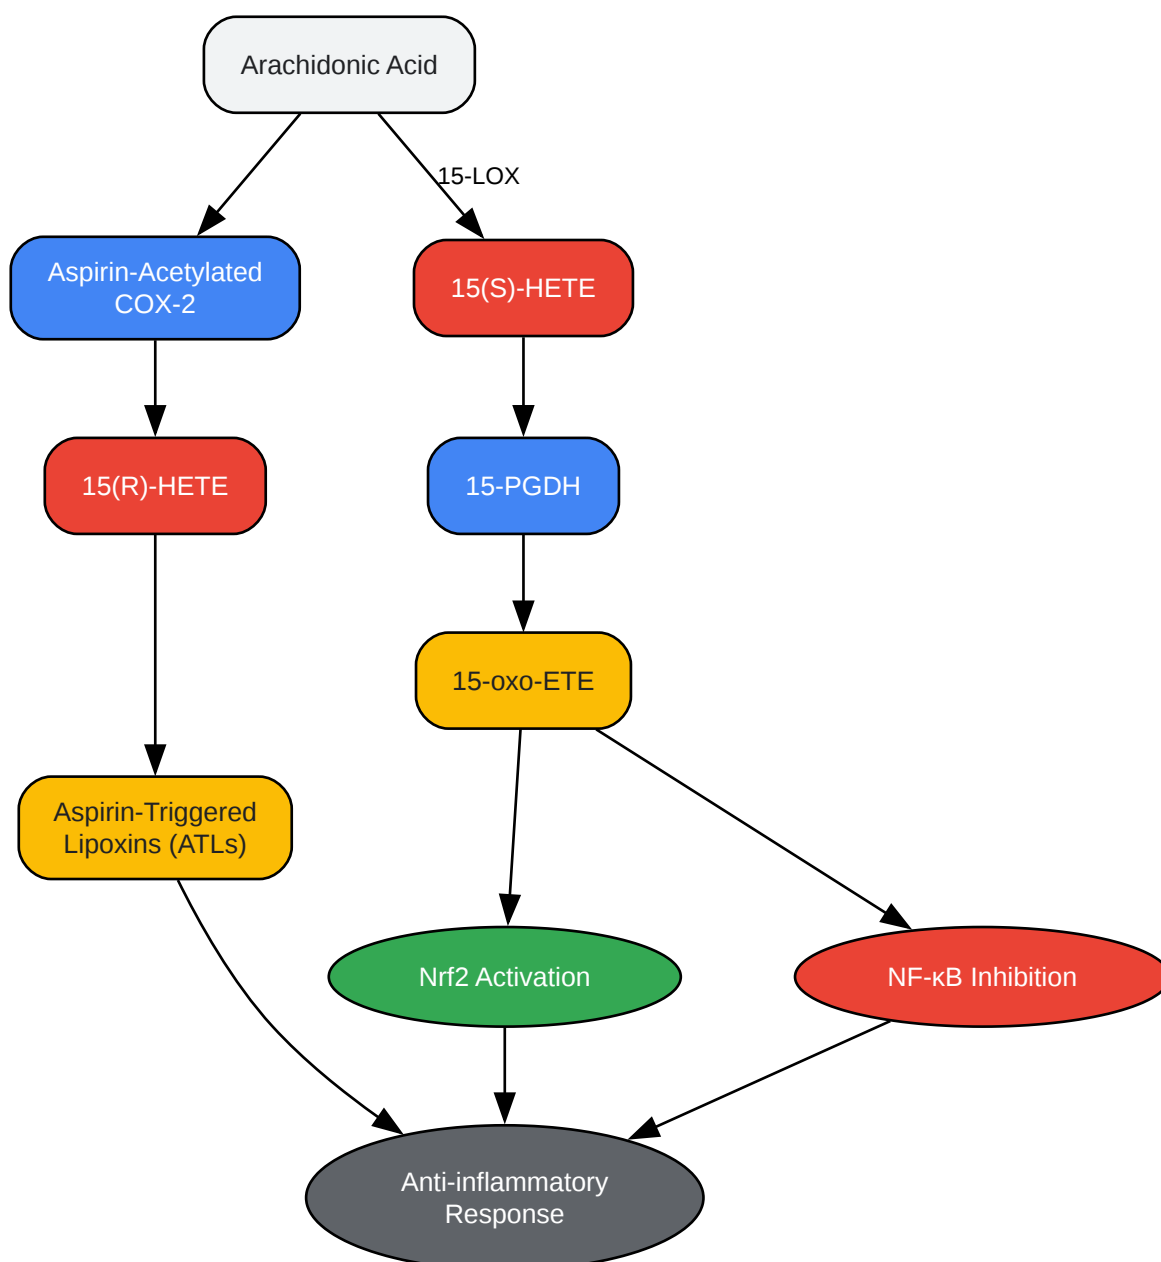 Arachidonic Acid
15-LOX
Aspirin-Acetylated
COX-2
15(S)-HETE
15(R)-HETE
15-PGDH
15-oxo-ETE
Aspirin-Triggered
Lipoxins (ATLs)
Nrf2 Activation
NF-κB Inhibition
Anti-inflammatory
Response